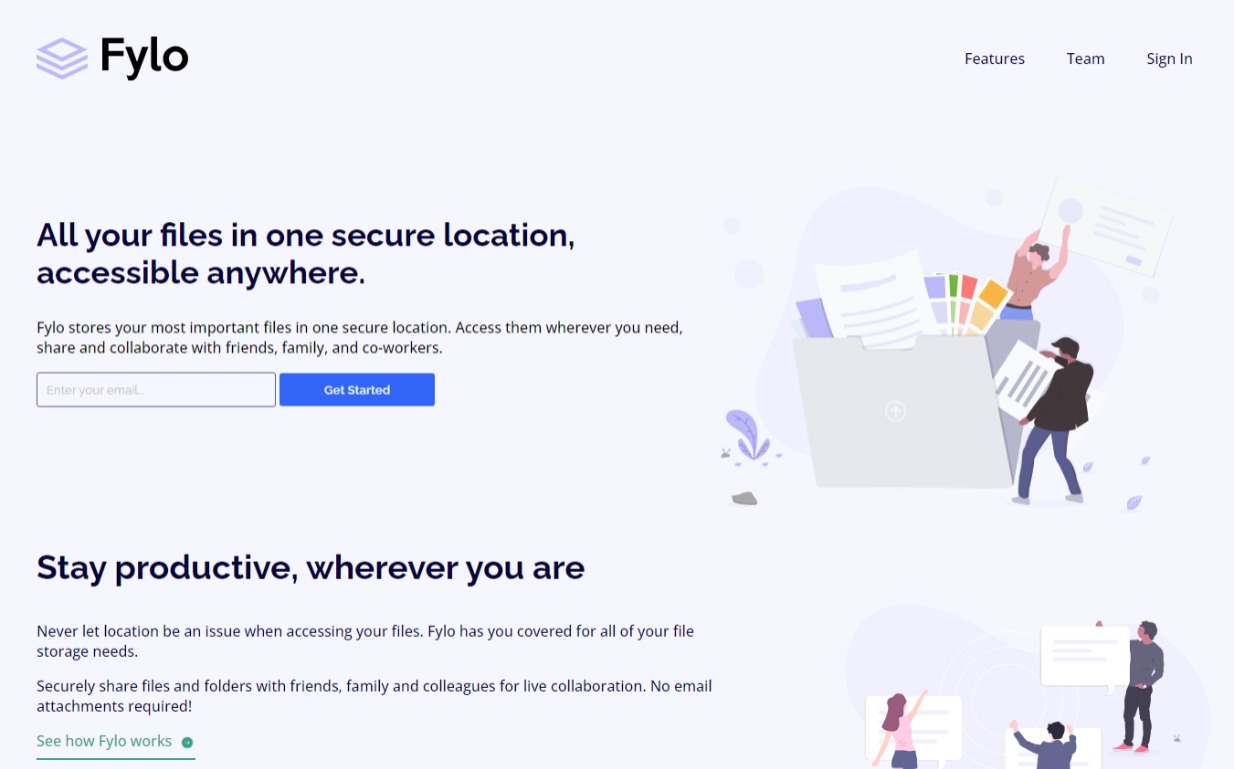 Fylo
Features
Team
Sign In
All your files in one secure location,
accessible anywhere.
Fylo stores your most important files in one secure location. Access them wherever you need,
share and collaborate with friends, family, and co-workers.
Enter your email...
Get Started
Stay productive, wherever you are
Never let location be an issue when accessing your files. Fylo has you covered for all of your file
storage needs.
Securely share files and folders with friends, family and colleagues for live collaboration. No email
attachments required!
See how Fylo works